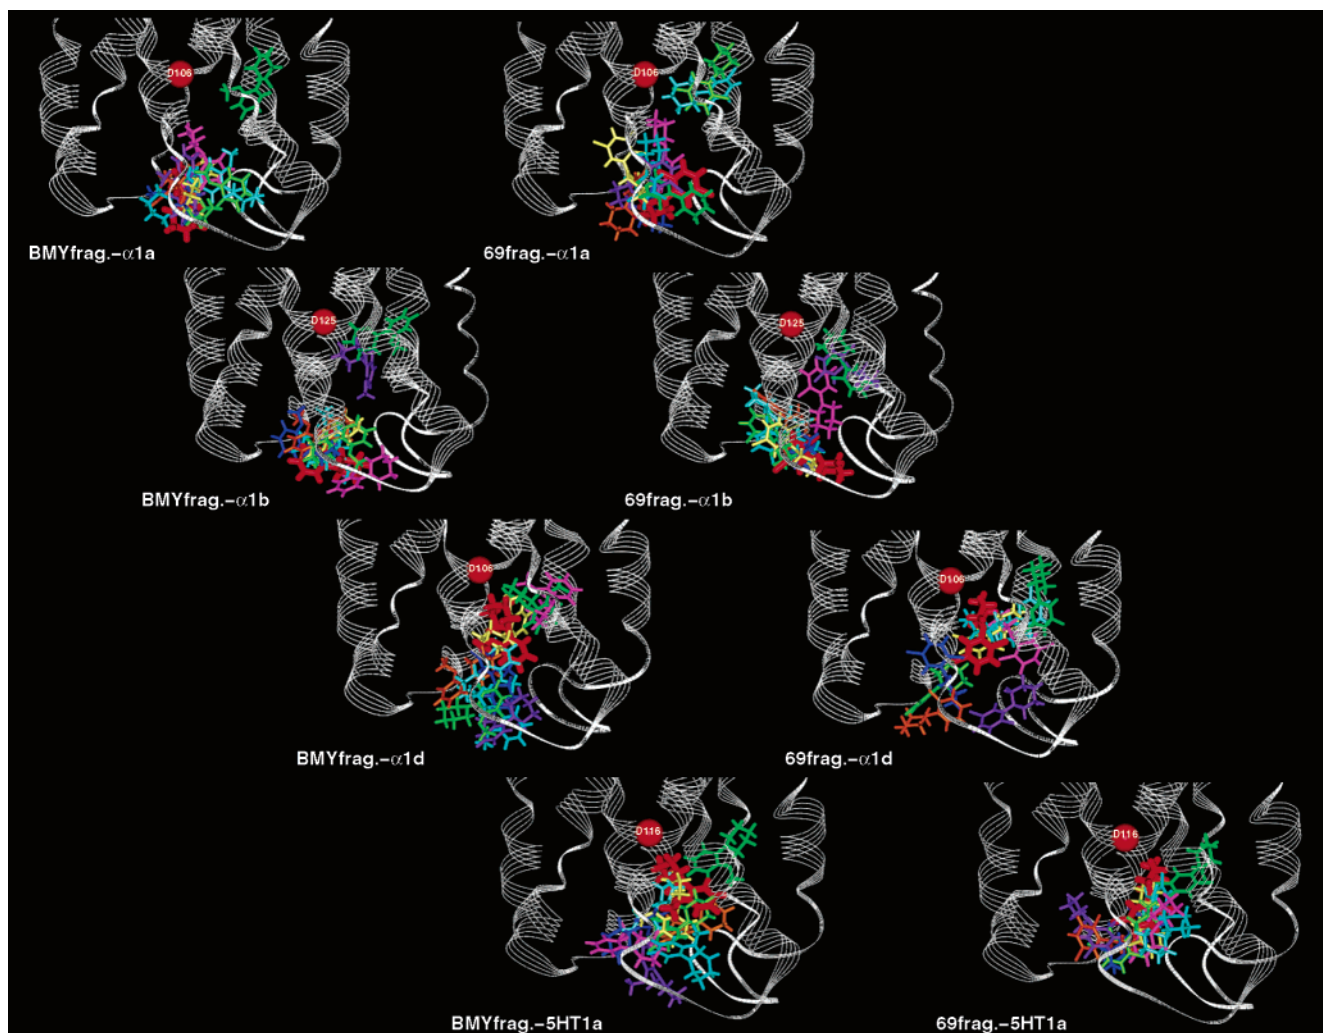 D106
D106
BMYfrag.–α1a
69frag.–α1a
D125
D125
BMYfrag.–α1b
69frag.–α1b
D106
D106
BMYfrag.–α1d
69frag.–α1d
D116
D116
BMYfrag.–5HT1a
69frag.–5HT1a